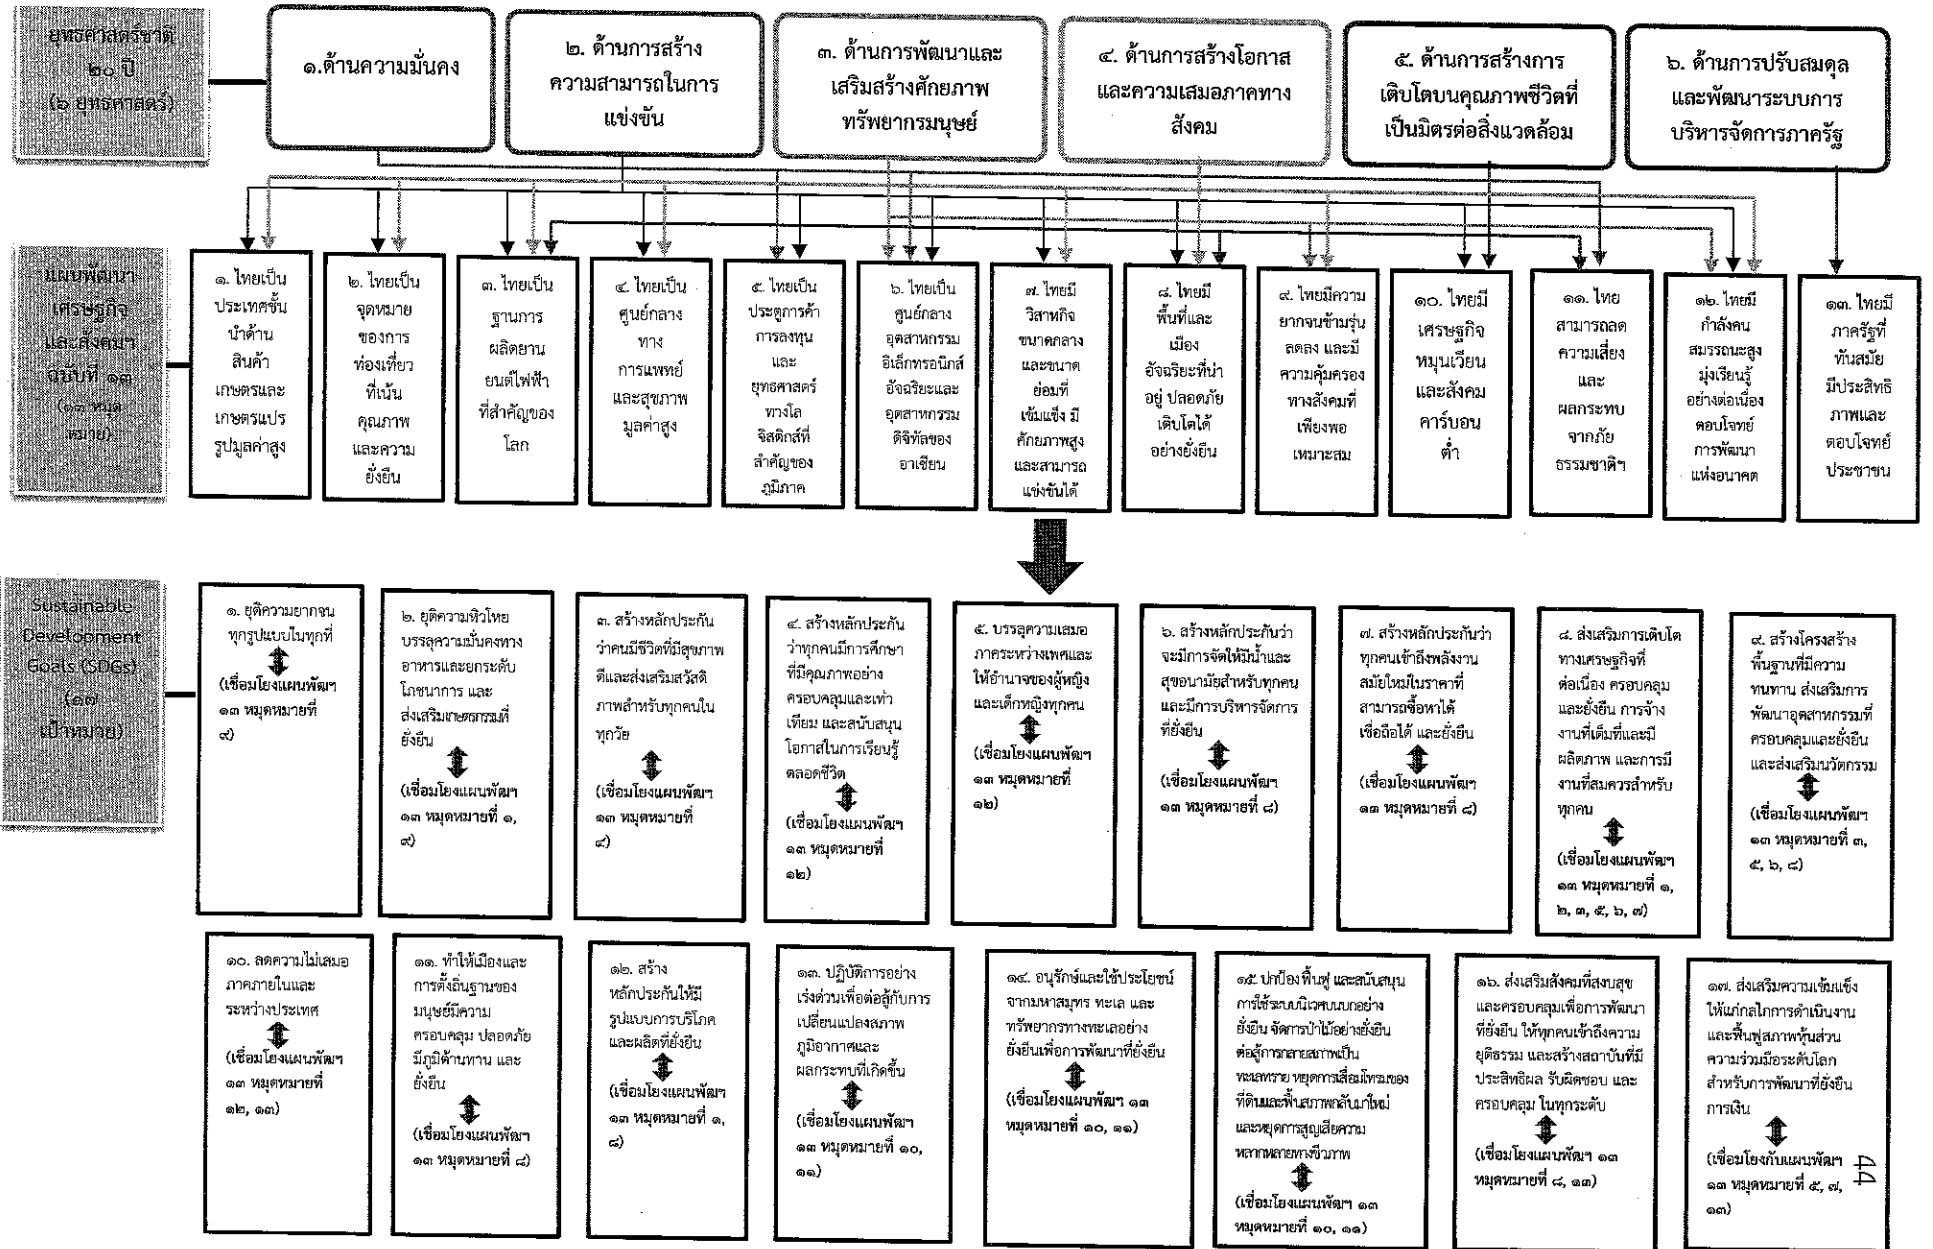 ยุทธศาสตร์ชาติ
๒๐ ปี
(๖ ยุทธศาสตร์)
๑.ด้านความมั่นคง
๒. ด้านการสร้าง
ความสามารถในการ
แข่งขัน
๓. ด้านการพัฒนาและ
เสริมสร้างศักยภาพ
ทรัพยากรมนุษย์
๔. ด้านการสร้างโอกาส
และความเสมอภาคทาง
สังคม
๕. ด้านการสร้างการ
เติบโตบนคุณภาพชีวิตที่
เป็นมิตรต่อสิ่งแวดล้อม
๖. ด้านการปรับสมดุล
และพัฒนาระบบการ
บริหารจัดการภาครัฐ
แผนพัฒนา
เศรษฐกิจ
และสังคมฯ
ฉบับที่ ๑๓
(๑๓ หมุด
หมาย)
๑. ไทยเป็น
ประเทศชั้น
นำด้าน
สินค้า
เกษตรและ
เกษตรแปร
รูปมูลค่าสูง
๒. ไทยเป็น
จุดหมาย
ของการ
ท่องเที่ยว
ที่เน้น
คุณภาพ
และความ
ยั่งยืน
๓. ไทยเป็น
ฐานการ
ผลิตยาน
ยนต์ไฟฟ้า
ที่สำคัญของ
โลก
๔. ไทยเป็น
ศูนย์กลาง
ทาง
การแพทย์
และสุขภาพ
มูลค่าสูง
๕. ไทยเป็น
ประตูการค้า
การลงทุน
และ
ยุทธศาสตร์
ทางโล
จิสติกส์ที่
สำคัญของ
ภูมิภาค
๖. ไทยเป็น
ศูนย์กลาง
อุตสาหกรรม
อิเล็กทรอนิกส์
อัจฉริยะและ
อุตสาหกรรม
ดิจิทัลของ
อาเซียน
๗. ไทยมี
วิสาหกิจ
ขนาดกลาง
และขนาด
ย่อมที่
เข้มแข็ง มี
ศักยภาพสูง
และสามารถ
แข่งขันได้
๘. ไทยมี
พื้นที่และ
เมือง
อัจฉริยะที่น่า
อยู่ ปลอดภัย
เติบโตได้
อย่างยั่งยืน
๙. ไทยมีความ
ยากจนข้ามรุ่น
ลดลง และมี
ความคุ้มครอง
ทางสังคมที่
เพียงพอ
เหมาะสม
๑๐. ไทยมี
เศรษฐกิจ
หมุนเวียน
และสังคม
คาร์บอน
ต่ำ
๑๑. ไทย
สามารถลด
ความเสี่ยง
และ
ผลกระทบ
จากภัย
ธรรมชาติฯ
๑๒. ไทยมี
กำลังคน
สมรรถนะสูง
มุ่งเรียนรู้
อย่างต่อเนื่อง
ตอบโจทย์
การพัฒนา
แห่งอนาคต
๑๓. ไทยมี
ภาครัฐที่
ทันสมัย
มีประสิทธิ
ภาพและ
ตอบโจทย์
ประชาชน
Sustainable
Development
Goals (SDGs)
(๑๗
เป้าหมาย)
๑. ยุติความยากจน
ทุกรูปแบบในทุกที่
(เชื่อมโยงแผนพัฒฯ
๑๓ หมุดหมายที่
๙)
๒. ยุติความหิวโหย
บรรลุความมั่นคงทาง
อาหารและยกระดับ
โภชนาการ และ
ส่งเสริมเกษตรกรรมที่
ยั่งยืน
(เชื่อมโยงแผนพัฒฯ
๑๓ หมุดหมายที่ ๑,
๙)
๓. สร้างหลักประกัน
ว่าคนมีชีวิตที่มีสุขภาพ
ดีและส่งเสริมสวัสดิ
ภาพสำหรับทุกคนใน
ทุกวัย
(เชื่อมโยงแผนพัฒฯ
๑๓ หมุดหมายที่
๔)
๔. สร้างหลักประกัน
ว่าทุกคนมีการศึกษา
ที่มีคุณภาพอย่าง
ครอบคลุมและเท่า
เทียม และสนับสนุน
โอกาสในการเรียนรู้
ตลอดชีวิต
(เชื่อมโยงแผนพัฒฯ
๑๓ หมุดหมายที่
๑๒)
๕. บรรลุความเสมอ
ภาคระหว่างเพศและ
ให้อำนาจของผู้หญิง
และเด็กหญิงทุกคน
(เชื่อมโยงแผนพัฒฯ
๑๓ หมุดหมายที่
๑๒)
๖. สร้างหลักประกันว่า
จะมีการจัดให้มีน้ำและ
สุขอนามัยสำหรับทุกคน
และมีการบริหารจัดการ
ที่ยั่งยืน
(เชื่อมโยงแผนพัฒฯ
๑๓ หมุดหมายที่ ๘)
๗. สร้างหลักประกันว่า
ทุกคนเข้าถึงพลังงาน
สมัยใหม่ในราคาที่
สามารถซื้อหาได้
เชื่อถือได้ และยั่งยืน
(เชื่อมโยงแผนพัฒฯ
๑๓ หมุดหมายที่ ๘)
๘. ส่งเสริมการเติบโต
ทางเศรษฐกิจที่
ต่อเนื่อง ครอบคลุม
และยั่งยืน การจ้าง
งานที่เต็มที่และมี
ผลิตภาพ และการมี
งานที่สมควรสำหรับ
ทุกคน
(เชื่อมโยงแผนพัฒฯ
๑๓ หมุดหมายที่ ๑,
๒, ๓, ๕, ๖, ๗)
๙. สร้างโครงสร้าง
พื้นฐานที่มีความ
ทนทาน ส่งเสริมการ
พัฒนาอุตสาหกรรมที่
ครอบคลุมและยั่งยืน
และส่งเสริมนวัตกรรม
(เชื่อมโยงแผนพัฒฯ
๑๓ หมุดหมายที่ ๓,
๕, ๖, ๘)
๑๐. ลดความไม่เสมอ
ภาคภายในและ
ระหว่างประเทศ
(เชื่อมโยงแผนพัฒฯ
๑๓ หมุดหมายที่
๑๒, ๑๓)
๑๑. ทำให้เมืองและ
การตั้งถิ่นฐานของ
มนุษย์มีความ
ครอบคลุม ปลอดภัย
มีภูมิต้านทาน และ
ยั่งยืน
(เชื่อมโยงแผนพัฒฯ
๑๓ หมุดหมายที่ ๘)
๑๒. สร้าง
หลักประกันให้มี
รูปแบบการบริโภค
และผลิตที่ยั่งยืน
(เชื่อมโยงแผนพัฒฯ
๑๓ หมุดหมายที่ ๑,
๘)
๑๓. ปฏิบัติการอย่าง
เร่งด่วนเพื่อต่อสู้กับการ
เปลี่ยนแปลงสภาพ
ภูมิอากาศและ
ผลกระทบที่เกิดขึ้น
(เชื่อมโยงแผนพัฒฯ
๑๓ หมุดหมายที่ ๑๐,
๑๑)
๑๔. อนุรักษ์และใช้ประโยชน์
จากมหาสมุทร ทะเล และ
ทรัพยากรทางทะเลอย่าง
ยั่งยืนเพื่อการพัฒนาที่ยั่งยืน
(เชื่อมโยงแผนพัฒฯ ๑๓
หมุดหมายที่ ๑๐, ๑๑)
๑๕. ปกป้อง ฟื้นฟู และสนับสนุน
การใช้ระบบนิเวศบนบกอย่าง
ยั่งยืน จัดการป่าไม้อย่างยั่งยืน
ต่อสู้การกลายสภาพเป็น
ทะเลทราย หยุดการเสื่อมโทรมของ
ที่ดินและฟื้นสภาพกลับมาใหม่
และหยุดการสูญเสียความ
หลากหลายทางชีวภาพ
(เชื่อมโยงแผนพัฒฯ ๑๓
หมุดหมายที่ ๑๐, ๑๑)
๑๖. ส่งเสริมสังคมที่สงบสุข
และครอบคลุมเพื่อการพัฒนา
ที่ยั่งยืน ให้ทุกคนเข้าถึงความ
ยุติธรรม และสร้างสถาบันที่มี
ประสิทธิผล รับผิดชอบ และ
ครอบคลุม ในทุกระดับ
(เชื่อมโยงแผนพัฒฯ ๑๓
หมุดหมายที่ ๘, ๑๓)
๑๗. ส่งเสริมความเข้มแข็ง
ให้แก่กลไกการดำเนินงาน
และฟื้นฟูสภาพหุ้นส่วน
ความร่วมมือระดับโลก
สำหรับการพัฒนาที่ยั่งยืน
การเงิน
(เชื่อมโยงกับแผนพัฒฯ
๑๓ หมุดหมายที่ ๕, ๗,
๑๓)
44